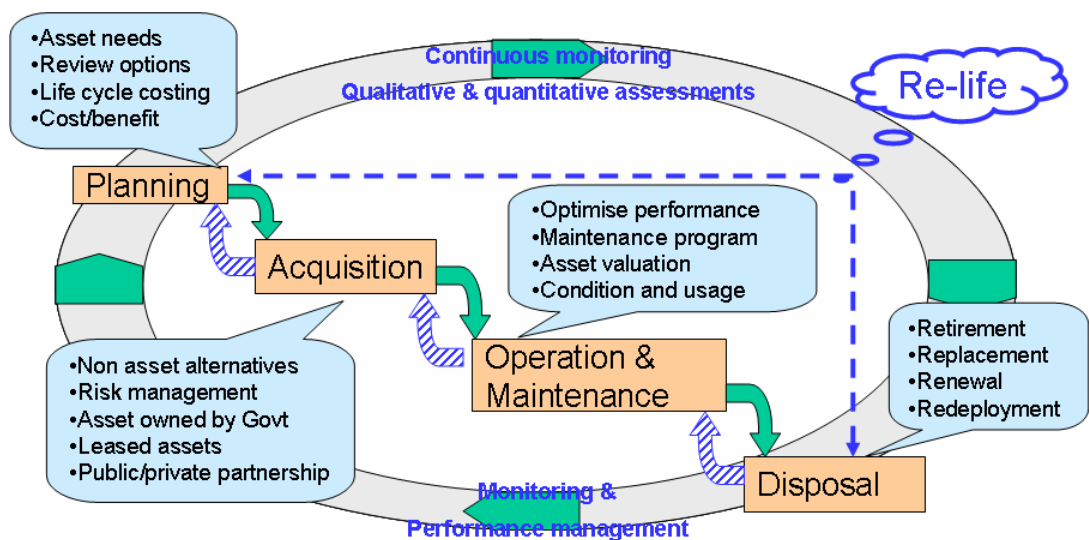 •Asset needs
•Review options
•Life cycle costing
•Cost/benefit
Continuous monitoring
Qualitative & quantitative assessments
Re-life
Planning
•Optimise performance
•Maintenance program
•Asset valuation
•Condition and usage
Acquisition
•Retirement
•Replacement
•Renewal
•Redeployment
•Non asset alternatives
•Risk management
•Asset owned by Govt
•Leased assets
•Public/private partnership
Operation &
Maintenance
Disposal
Monitoring &
Performance management